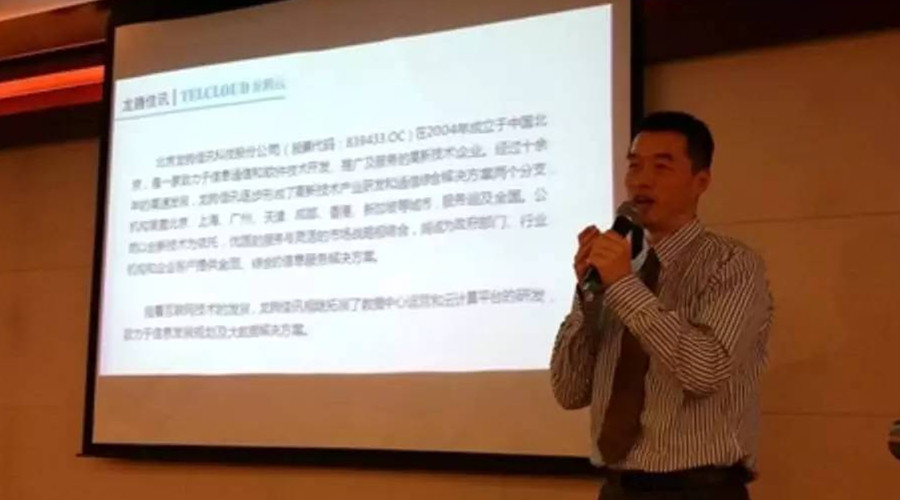 龙腾佳讯 | TELCLOUD 龙腾云
北京龙腾佳讯科技股份公司（股票代码：839433.OC）在2004年成立于中国北
京，是一家致力于信息通信和软件技术开发、推广及服务的高新技术企业。经过十余
年的高速发展，龙腾佳讯逐步形成了高新技术产业研发和通信综合解决方案两个分支，
机构设置北京、上海、广州、天津、成都、香港、新加坡等城市，服务遍及全国。公
司以创新技术为依托，优质的服务与灵活的市场战略相结合，竭诚为政府部门、行业
机构和企业客户提供全面、综合的信息服务解决方案。
随着互联网技术的发展，龙腾佳讯相继拓展了数据中心运营和云计算平台的研发，
致力于信息发展规划及大数据解决方案。